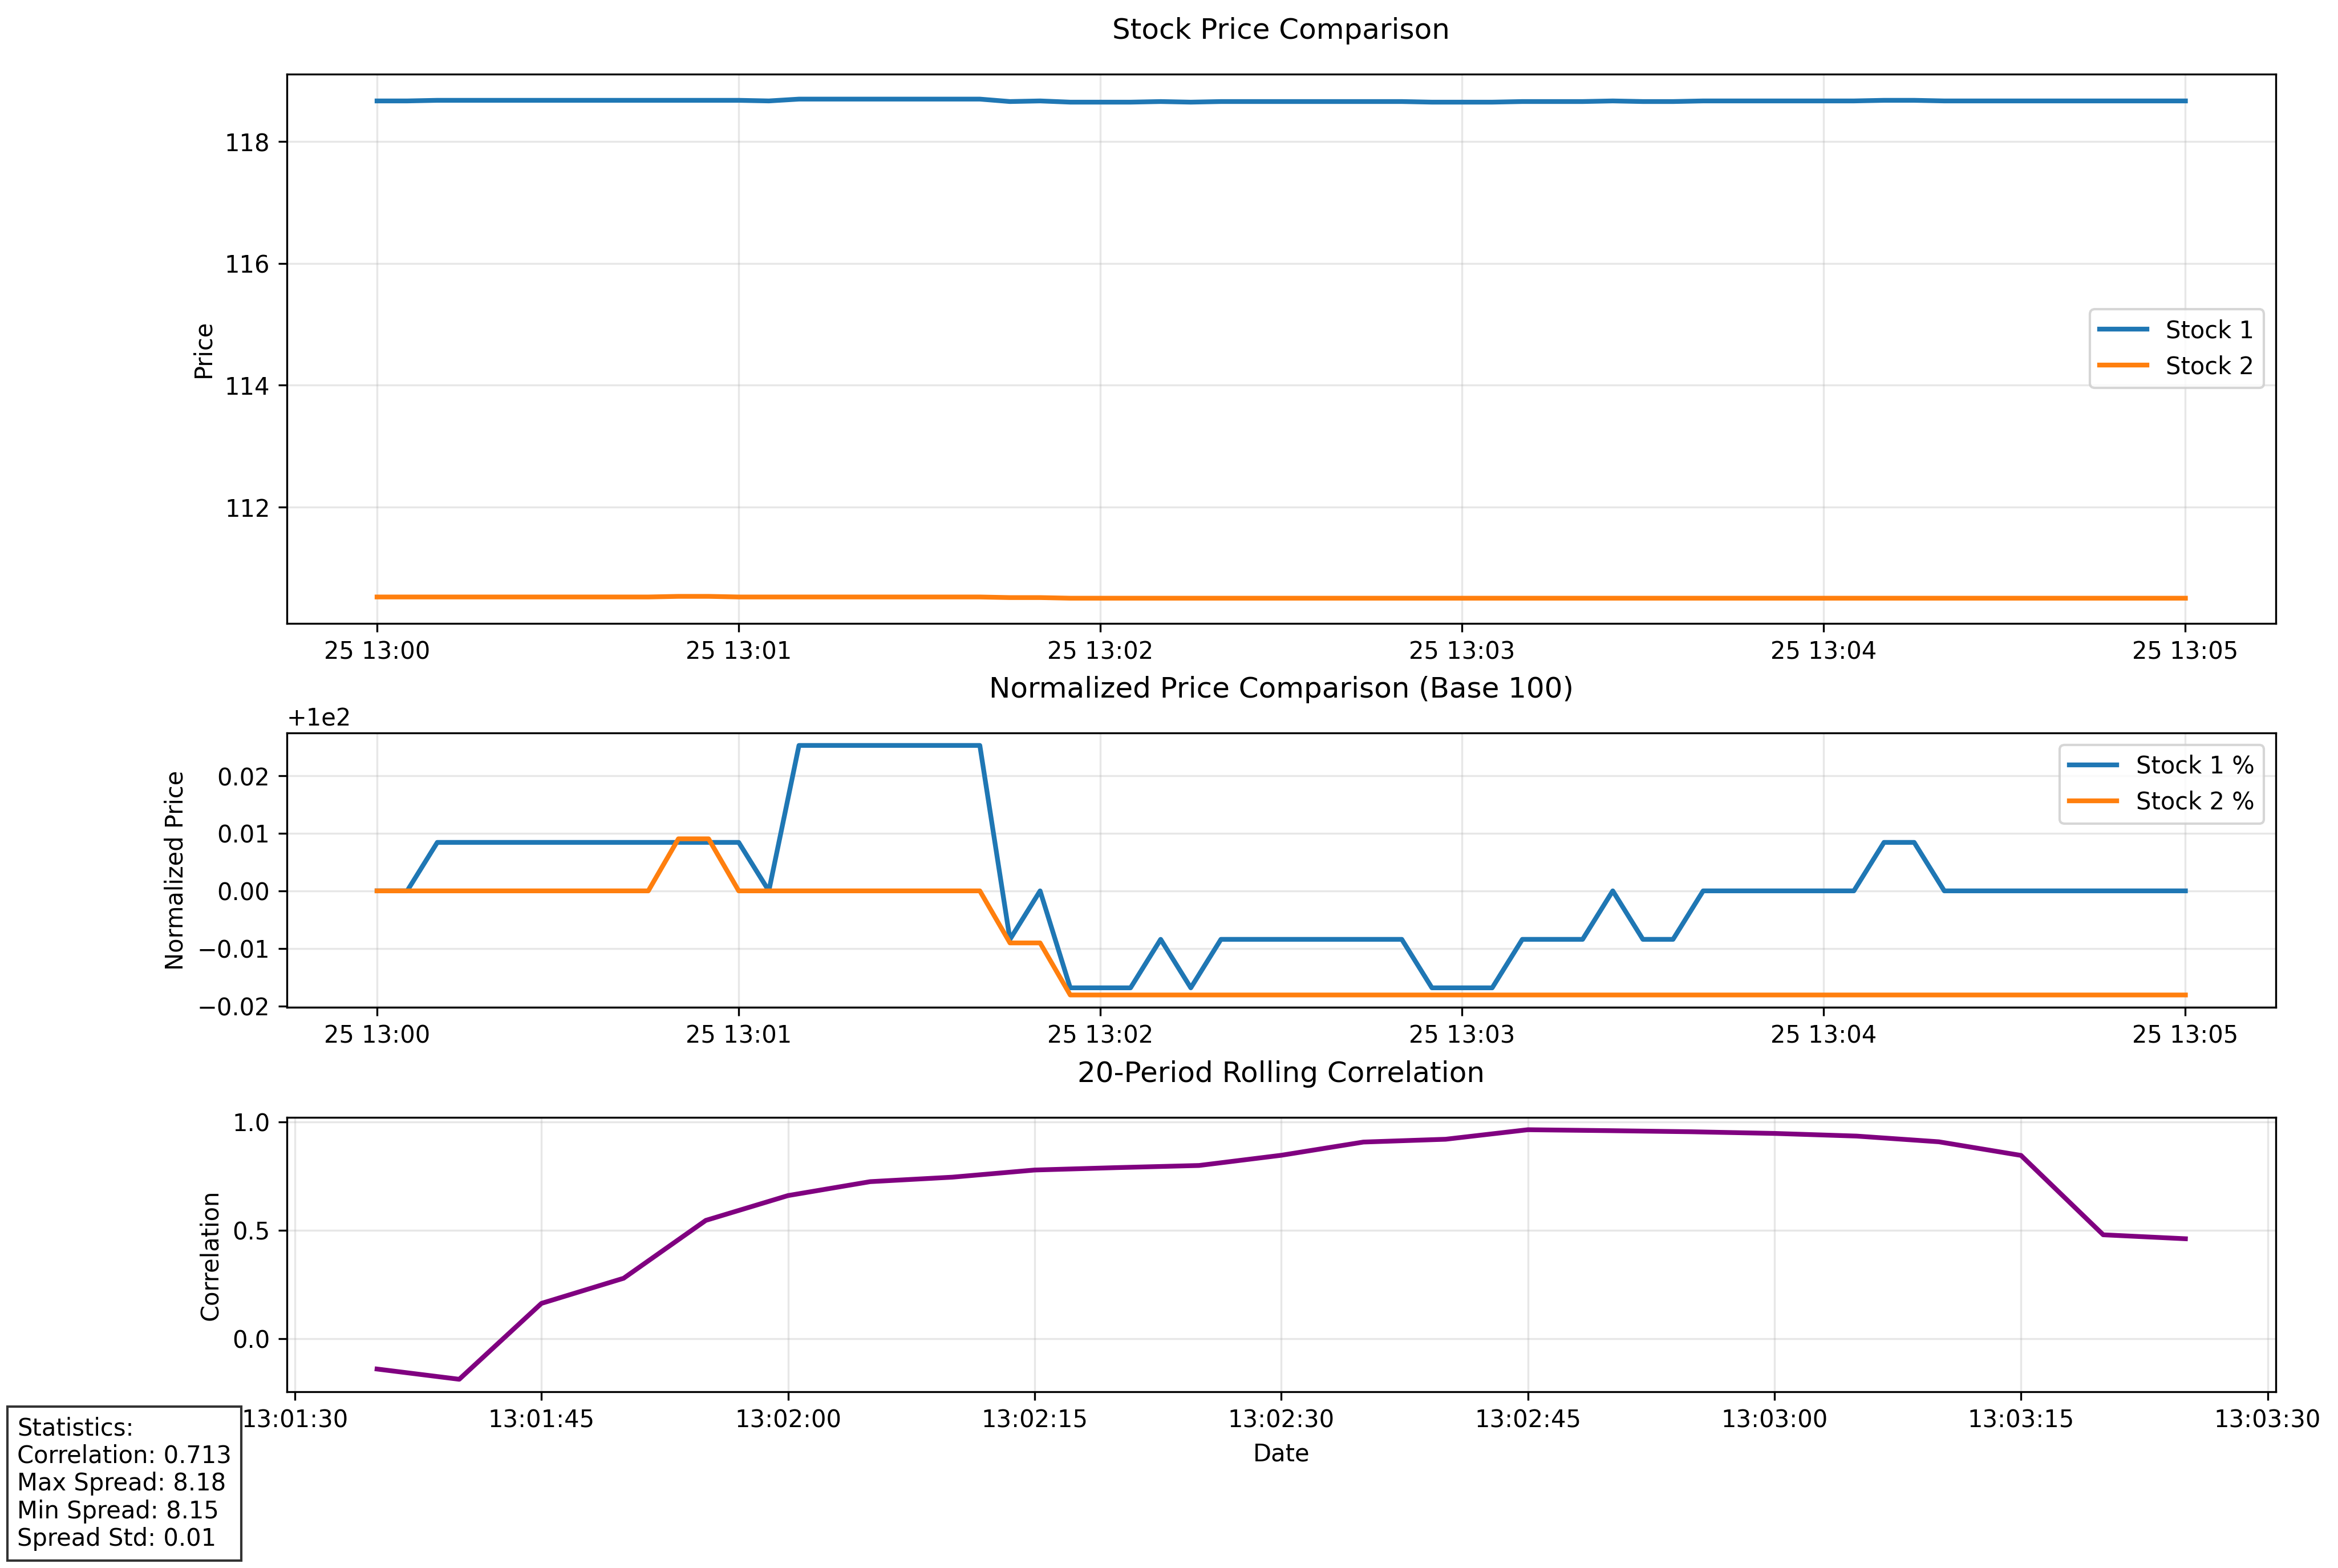 Stock Price Comparison
118
116
114
112
Price
Stock 1
Stock 2
25 13:00 25 13:01 25 13:02 25 13:03 25 13:04 25 13:05
Normalized Price Comparison (Base 100)
+1e2
0.02
0.01
0.00
−0.01
−0.02
Normalized Price
Stock 1 %
Stock 2 %
25 13:00 25 13:01 25 13:02 25 13:03 25 13:04 25 13:05
20-Period Rolling Correlation
1.0
0.5
0.0
Correlation
13:01:30 13:01:45 13:02:00 13:02:15 13:02:30 13:02:45 13:03:00 13:03:15 13:03:30
Date
Statistics:
Correlation: 0.713
Max Spread: 8.18
Min Spread: 8.15
Spread Std: 0.01